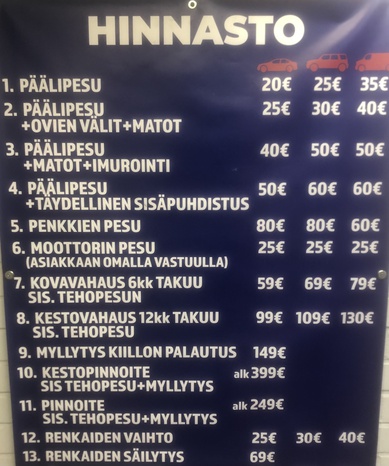 HINNASTO
1. PÄÄLIPESU 20€ 25€ 35€
2. PÄÄLIPESU 25€ 30€ 40€
+OVIEN VÄLIT+MATOT
3. PÄÄLIPESU 40€ 50€ 50€
+MATOT+IMUROINTI
4. PÄÄLIPESU 50€ 60€ 60€
+TÄYDELLINEN SISÄPUHDISTUS
5. PENKKIEN PESU 80€ 80€ 60€
6. MOOTTORIN PESU 25€ 25€ 25€
(ASIAKKAAN OMALLA VASTUULLA)
7. KOVAVAHAUS 6kk TAKUU 59€ 69€ 79€
SIS. TEHOPESUN
8. KESTOVAHAUS 12kk TAKUU 99€ 109€ 130€
SIS. TEHOPESU
9. MYLLYTYS KIILLON PALAUTUS 149€
10. KESTOPINNOITE alk 399€
SIS TEHOPESU+MYLLYTYS
11. PINNOITE alk 249€
SIS. TEHOPESU+MYLLYTYS
12. RENKAIDEN VAIHTO 25€ 30€ 40€
13. RENKAIDEN SÄILYTYS 69€